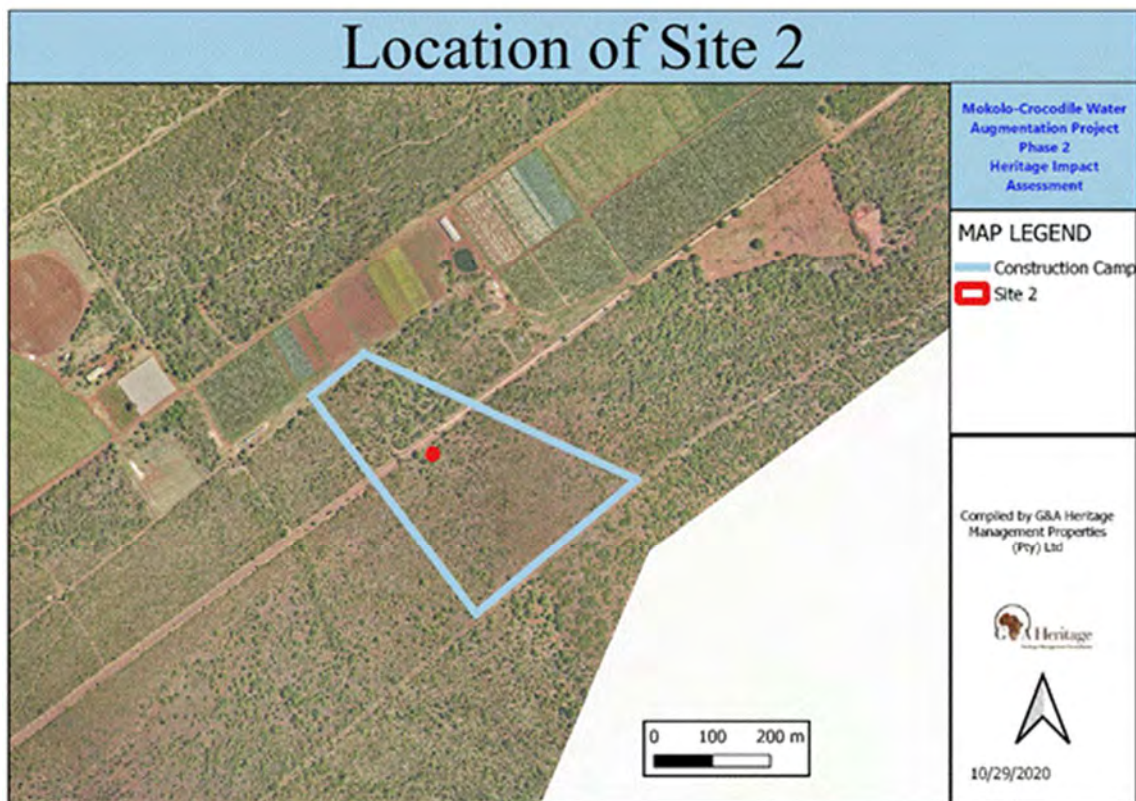 Location of Site 2
Mokolo-Crocodile Water
Augmentation Project
Phase 2
Heritage Impact
Assessment
MAP LEGEND
Construction Camp
Site 2
Compiled by G&A Heritage
Management Properties
(Pty) Ltd
G A Heritage
0 100 200 m
10/29/2020